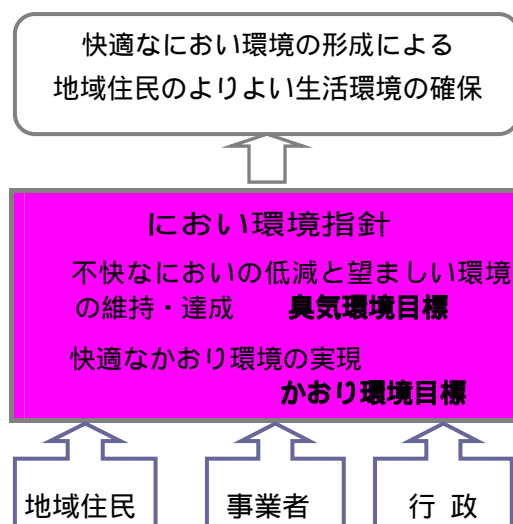 快適なにおい環境の形成による
地域住民のよりよい生活環境の確保
におい環境指針
不快なにおいの低減と望ましい環境
の維持・達成 臭気環境目標
快適なかおり環境の実現
かおり環境目標
地域住民 事業者 行 政